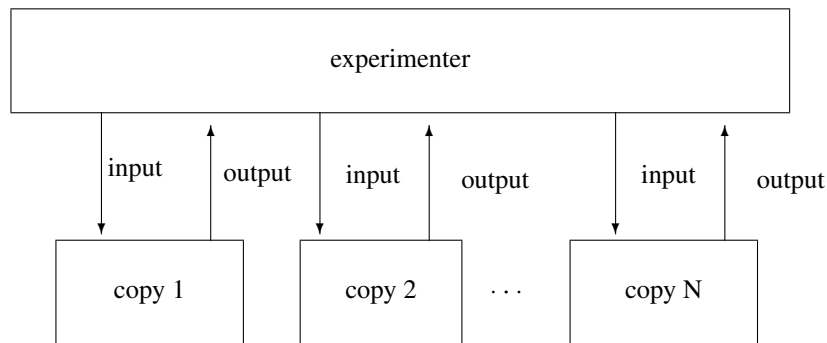 experimenter
input
output
input
output
input
output
copy 1
copy 2
. . .
copy N